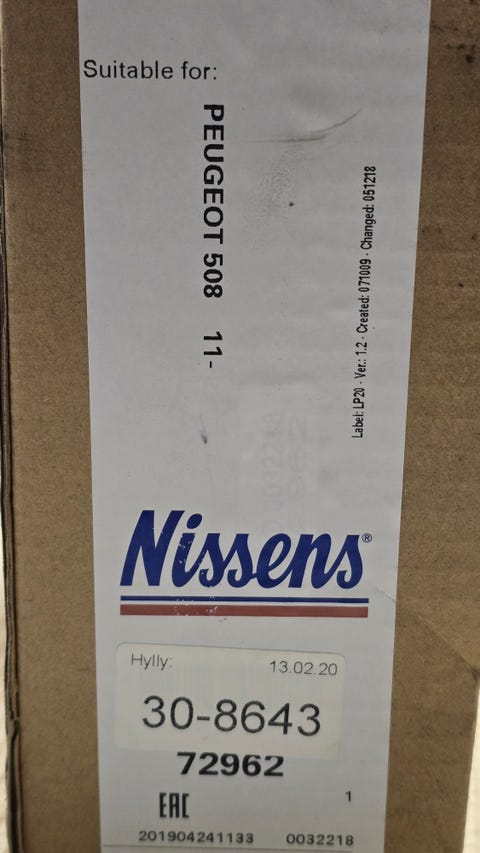 Suitable for:
PEUGEOT 508 11-
Label: LP20 - Ver.: 1.2 - Created: 071009 - Changed: 051218
Nissens®
Hylly:
13.02.20
30-8643
72962
EAC
1
201904241133 0032218